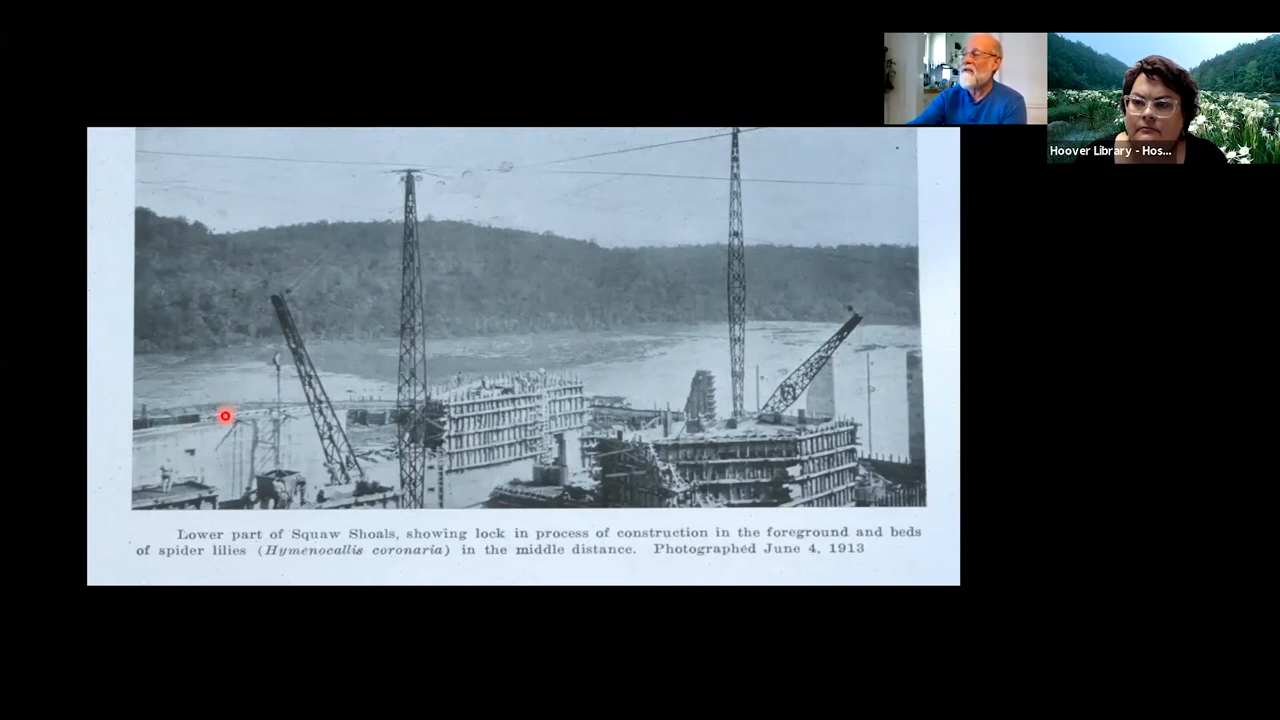 Hoover Library - Hos...
Lower part of Squaw Shoals, showing lock in process of construction in the foreground and beds
of spider lilies (Hymenocallis coronaria) in the middle distance. Photographed June 4, 1913